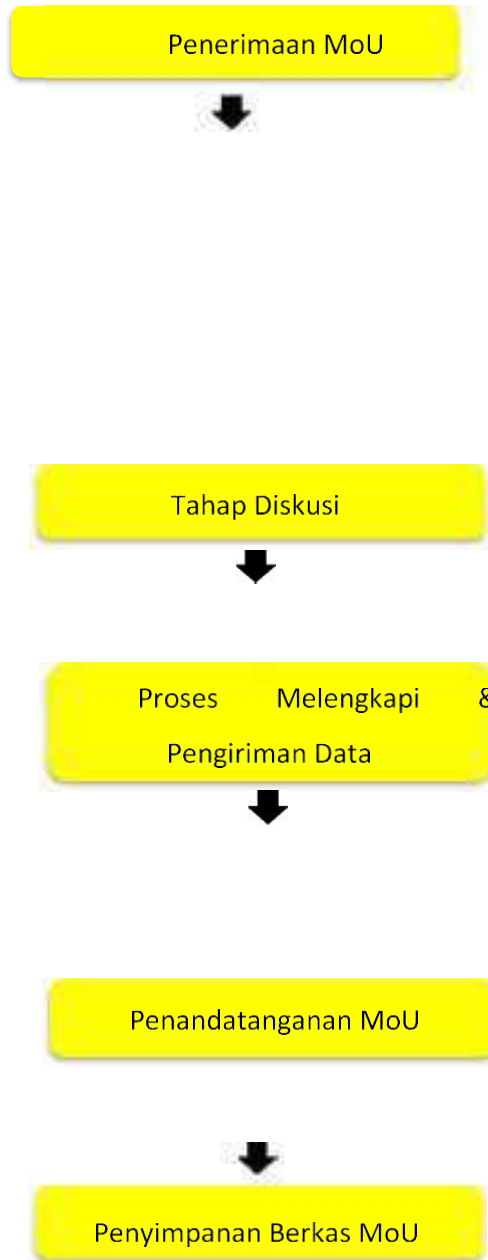 Penerimaan MoU
Tahap Diskusi
Proses Melengkapi &
Pengiriman Data
Penandatanganan MoU
Penyimpanan Berkas MoU